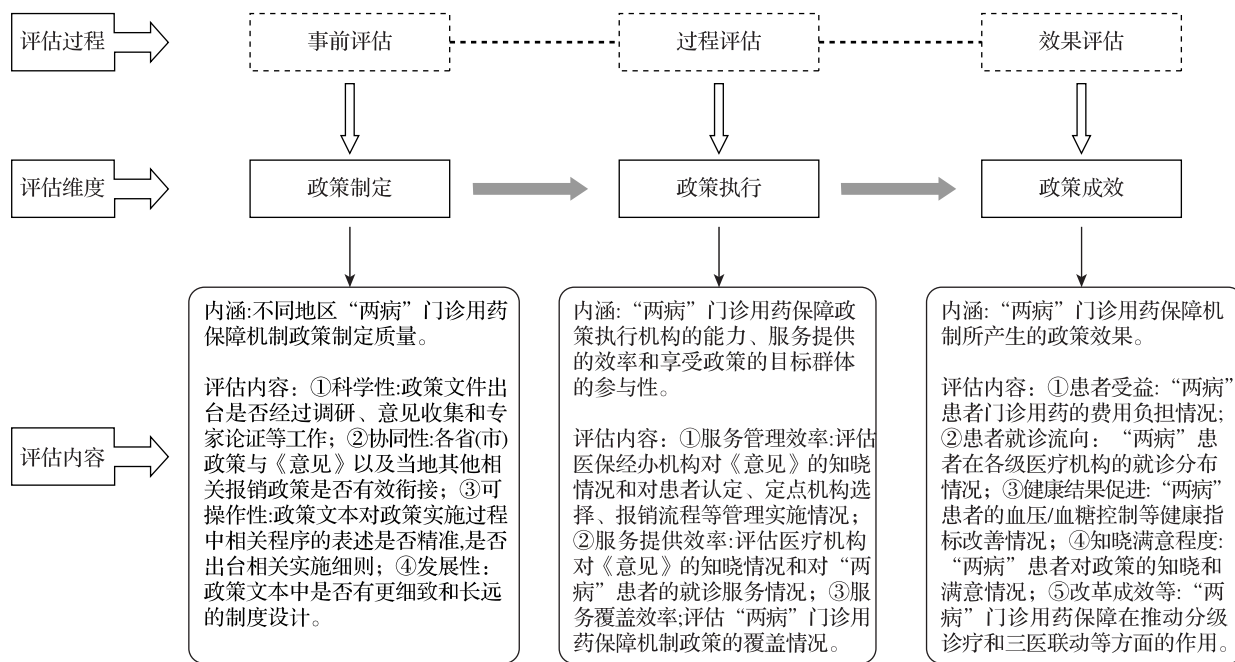 评估过程
事前评估
过程评估
效果评估
评估维度
政策制定
政策执行
政策成效
评估内容
内涵:不同地区“两病”门诊用药
保障机制政策制定质量。
评估内容：①科学性:政策文件出
台是否经过调研、意见收集和专
家论证等工作；②协同性:各省(市)
政策与《意见》以及当地其他相
关报销政策是否有效衔接；③可
操作性:政策文本对政策实施过程
中相关程序的表述是否精准,是否
出台相关实施细则；④发展性：
政策文本中是否有更细致和长远
的制度设计。
内涵:“两病”门诊用药保障政
策执行机构的能力、服务提供
的效率和享受政策的目标群体
的参与性。
评估内容：①服务管理效率:评估
医保经办机构对《意见》的知晓
情况和对患者认定、定点机构选
择、报销流程等管理实施情况；
②服务提供效率:评估医疗机构
对《意见》的知晓情况和对“两
病”患者的就诊服务情况；③服
务覆盖效率;评估“两病”门诊用
药保障机制政策的覆盖情况。
内涵:“两病”门诊用药保障机
制所产生的政策效果。
评估内容：①患者受益:“两病”
患者门诊用药的费用负担情况;
②患者就诊流向：“两病”患
者在各级医疗机构的就诊分布
情况；③健康结果促进:“两病”
患者的血压/血糖控制等健康指
标改善情况；④知晓满意程度:
“两病”患者对政策的知晓和
满意情况；⑤改革成效等:“两
病”门诊用药保障在推动分级
诊疗和三医联动等方面的作用。